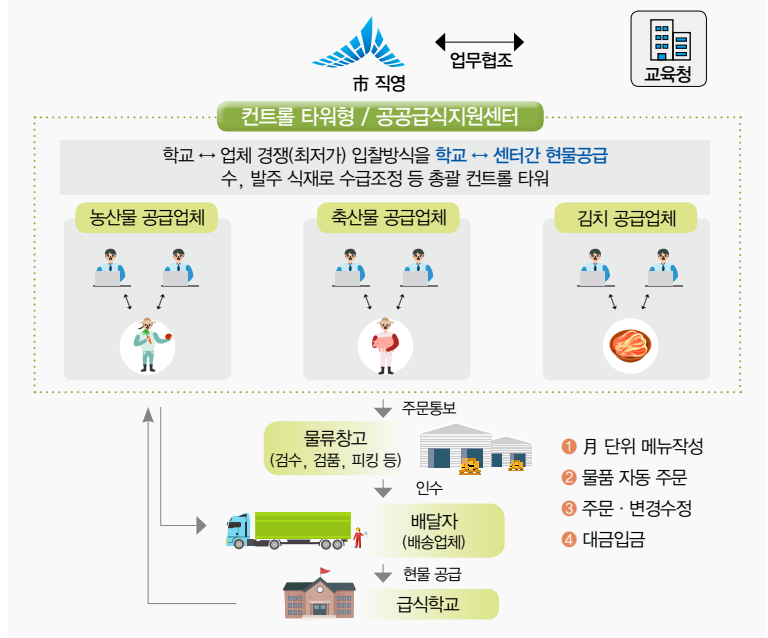 업무협조
市 직영
교육청
컨트롤 타워형 / 공공급식지원센터
학교 ↔ 업체 경쟁(최저가) 입찰방식을 학교 ↔ 센터간 현물공급
수, 발주 식재로 수급조정 등 총괄 컨트롤 타워
농산물 공급업체
축산물 공급업체
김치 공급업체
주문통보
물류창고
(검수, 검품, 피킹 등)
인수
배달자
(배송업체)
현물 공급
급식학교
1 月 단위 메뉴작성
2 물품 자동 주문
3 주문 · 변경수정
4 대금입금